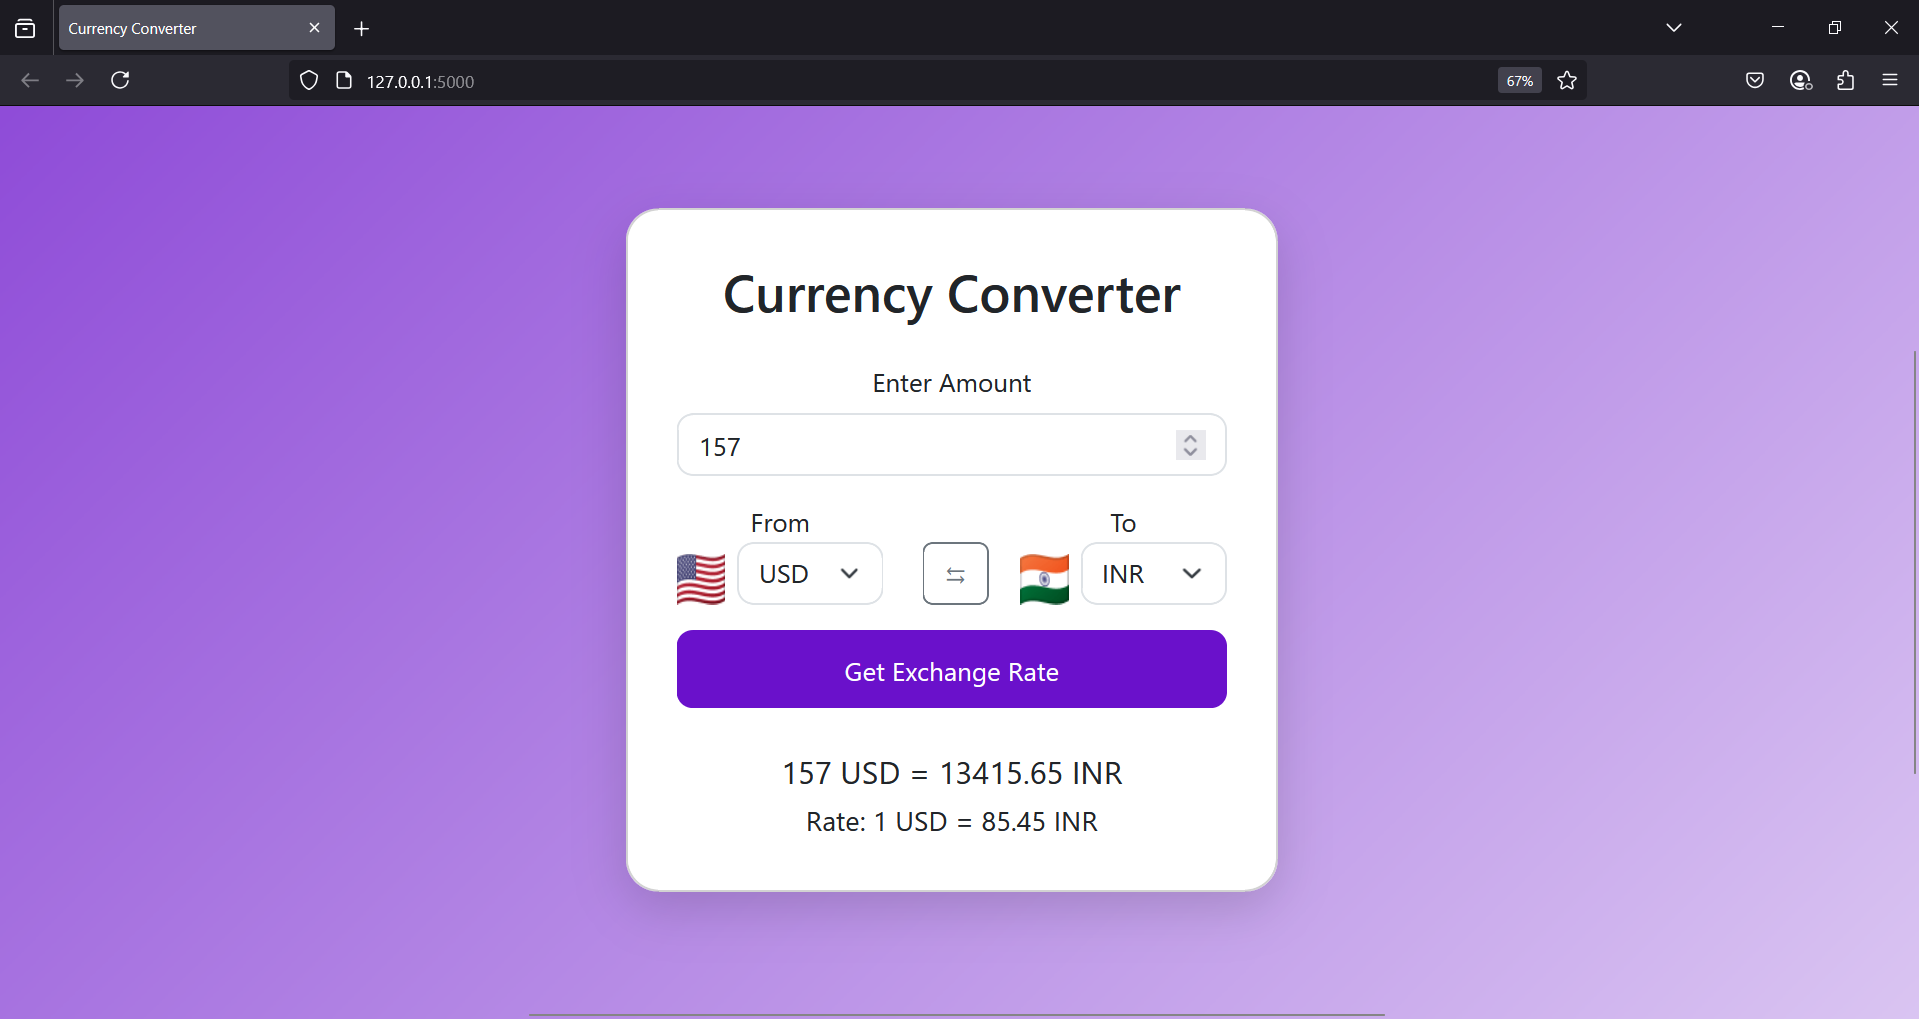 Currency Converter
127.0.0.1:5000
67%
Currency Converter
Enter Amount
157
From
To
USD
INR
Get Exchange Rate
157 USD = 13415.65 INR
Rate: 1 USD = 85.45 INR